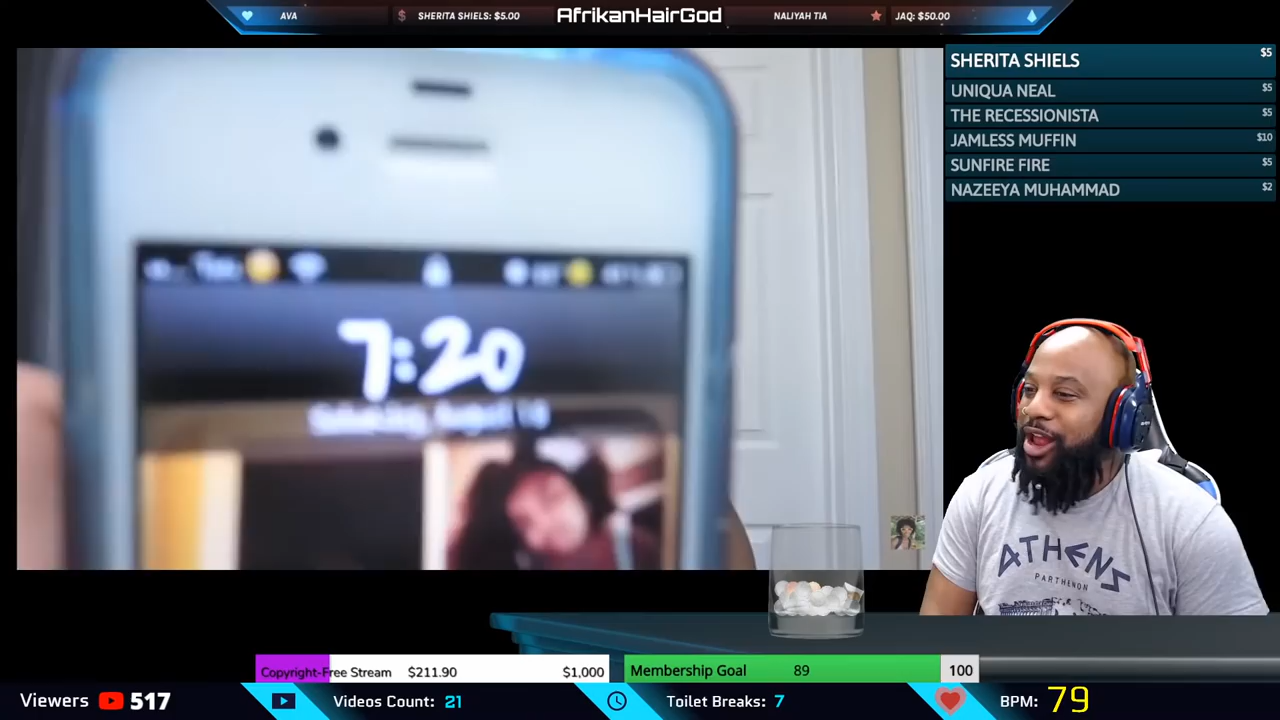 AVA
SHERITA SHIELS: $5.00
AfrikanHairGod
NALIYAH TIA
JAQ: $50.00
SHERITA SHIELS $5
UNIQUA NEAL $5
THE RECESSIONISTA $5
JAMLESS MUFFIN $10
SUNFIRE FIRE $5
NAZEEYA MUHAMMAD $2
7:20
August 14
ATHENS
PARTHENON
Copyright-Free Stream $211.90 $1,000
Membership Goal 89 100
Viewers 517
Videos Count: 21
Toilet Breaks: 7
BPM: 79